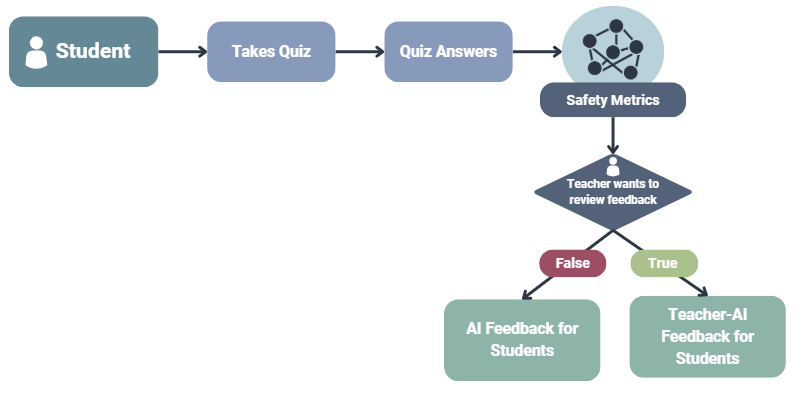 Student
Takes Quiz
Quiz Answers
Safety Metrics
Teacher wants to
review feedback
False
True
AI Feedback for
Students
Teacher-AI
Feedback for
Students